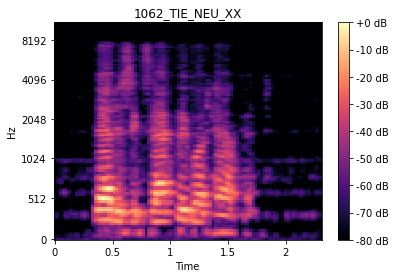 1062_TIE_NEU_XX
+0 dB
8192
-10 dB
4096
-20 dB
-30 dB
2048
Hz
-40 dB
1024
-50 dB
512
-60 dB
-70 dB
0
-80 dB
0 0.5 1 1.5 2
Time